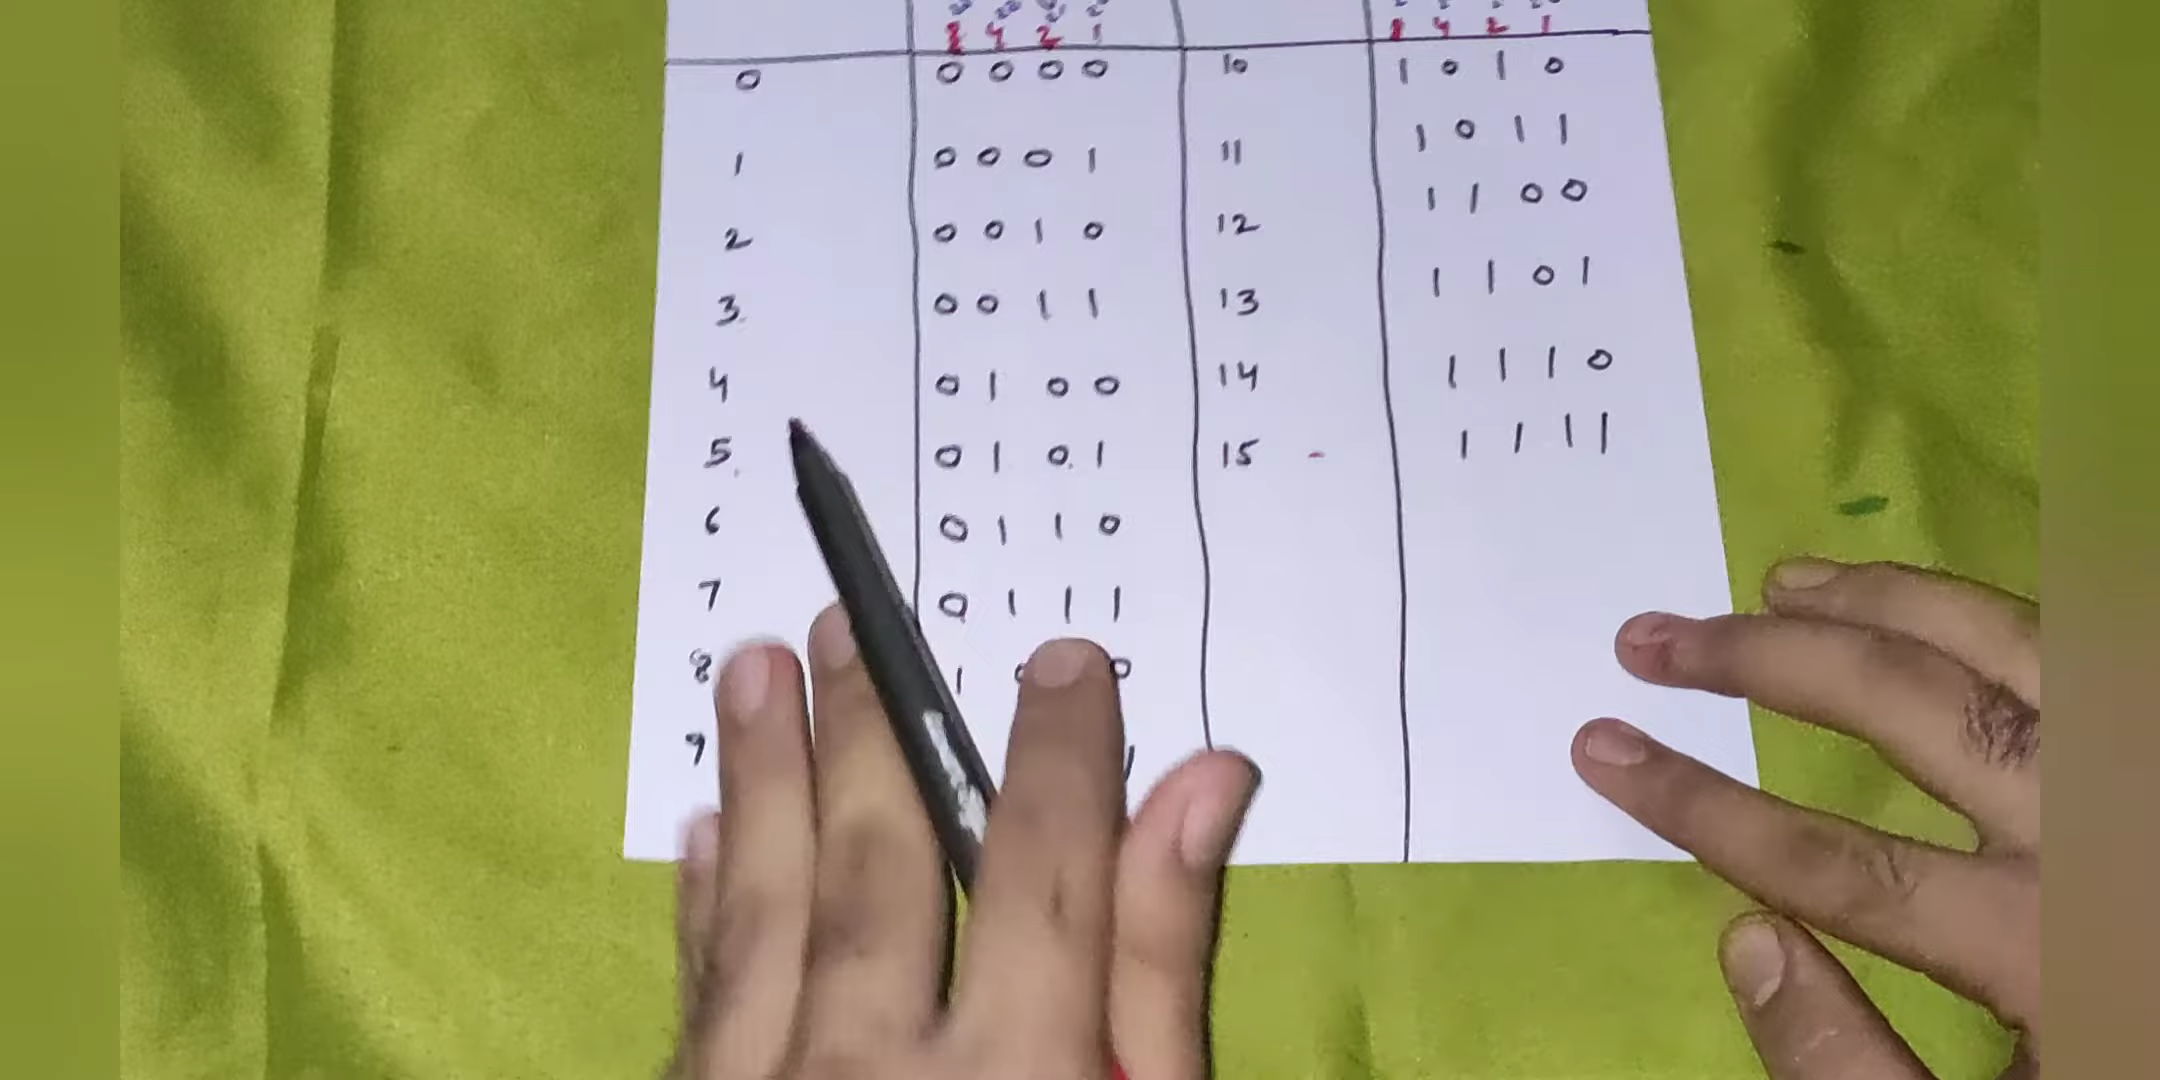 8 4 2 1 8 4 2 1
0 0 0 0 0 10 1 0 1 0
1 0 0 0 1 11 1 0 1 1
2 0 0 1 0 12 1 1 0 0
3 0 0 1 1 13 1 1 0 1
4 0 1 0 0 14 1 1 1 0
5 0 1 0 1 15 - 1 1 1 1
6 0 1 1 0
7 0 1 1 1
8 1 0
9 1